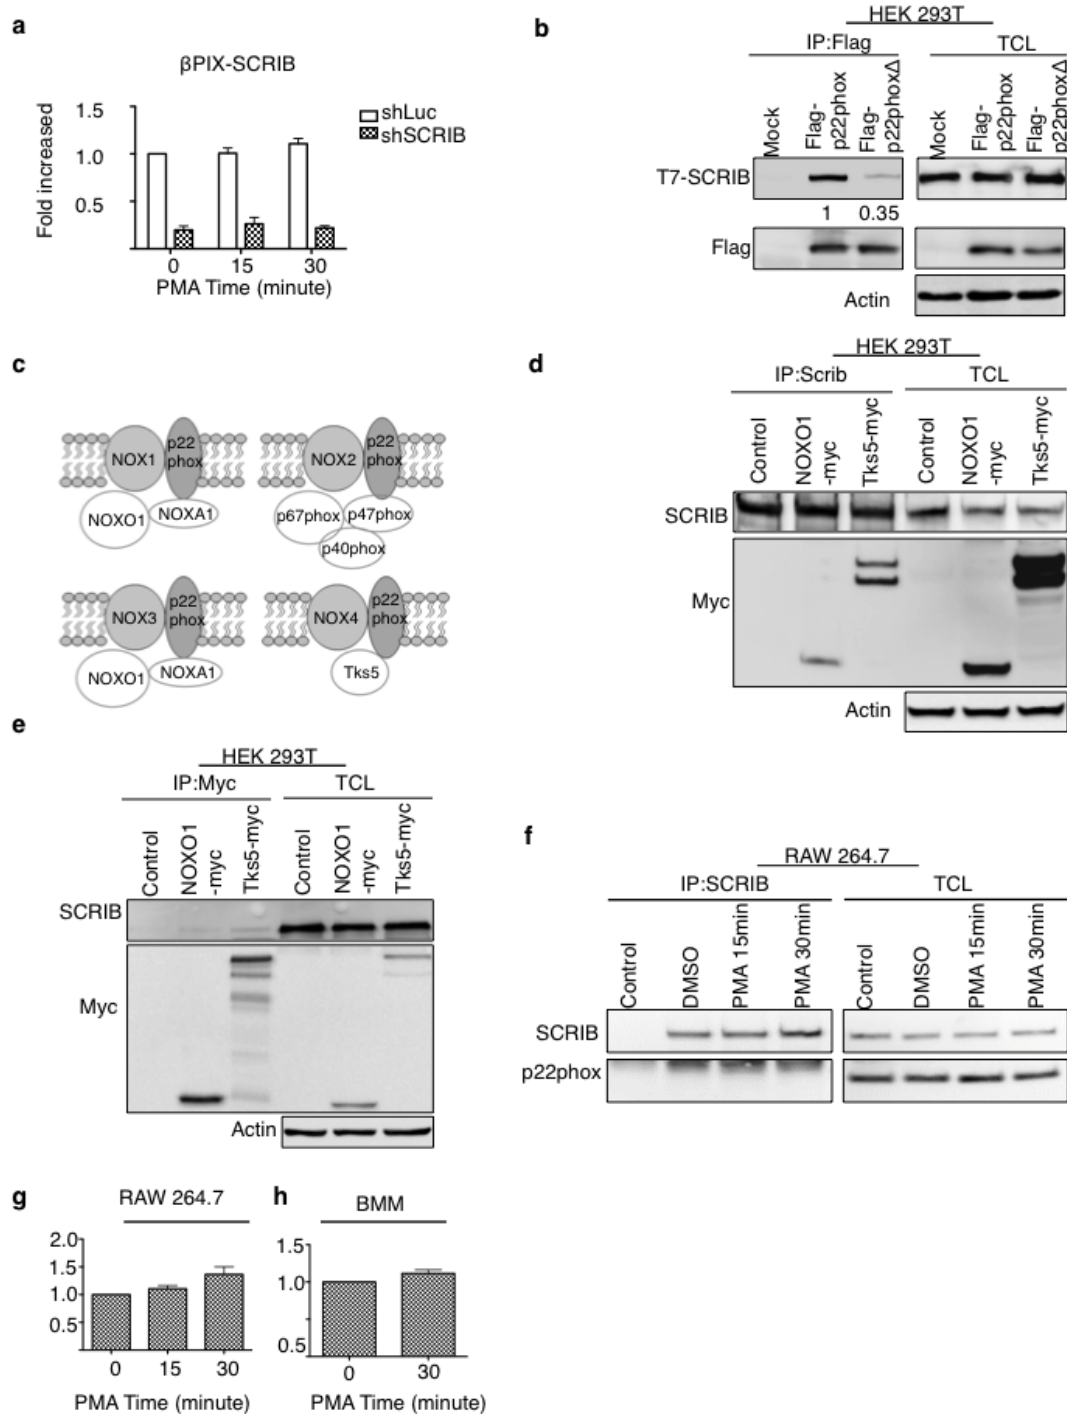 a
βPIX-SCRIB
1.5
1.0
0.5
Fold increased
shLuc
shSCRIB
0 15 30
PMA Time (minute)
b
HEK 293T
IP:Flag TCL
Mock
Flag-
p22phox
Flag-
p22phoxΔ
Mock
Flag-
p22phox
Flag-
p22phoxΔ
T7-SCRIB
1 0.35
Flag
Actin
c
NOX1
p22
phox
NOXO1
NOXA1
NOX2
p22
phox
p67phox
p47phox
p40phox
NOX3
p22
phox
NOXO1
NOXA1
NOX4
p22
phox
Tks5
d
HEK 293T
IP:Scrib TCL
Control
NOXO1
-myc
Tks5-myc
Control
NOXO1
-myc
Tks5-myc
SCRIB
Myc
Actin
e
HEK 293T
IP:Myc TCL
Control
NOXO1
-myc
Tks5-myc
Control
NOXO1
-myc
Tks5-myc
SCRIB
Myc
Actin
f
RAW 264.7
IP:SCRIB TCL
Control
DMSO
PMA 15min
PMA 30min
Control
DMSO
PMA 15min
PMA 30min
SCRIB
p22phox
g
RAW 264.7
2.0
1.5
1.0
0.5
0 15 30
PMA Time (minute)
h
BMM
1.5
1.0
0.5
0 30
PMA Time (minute)